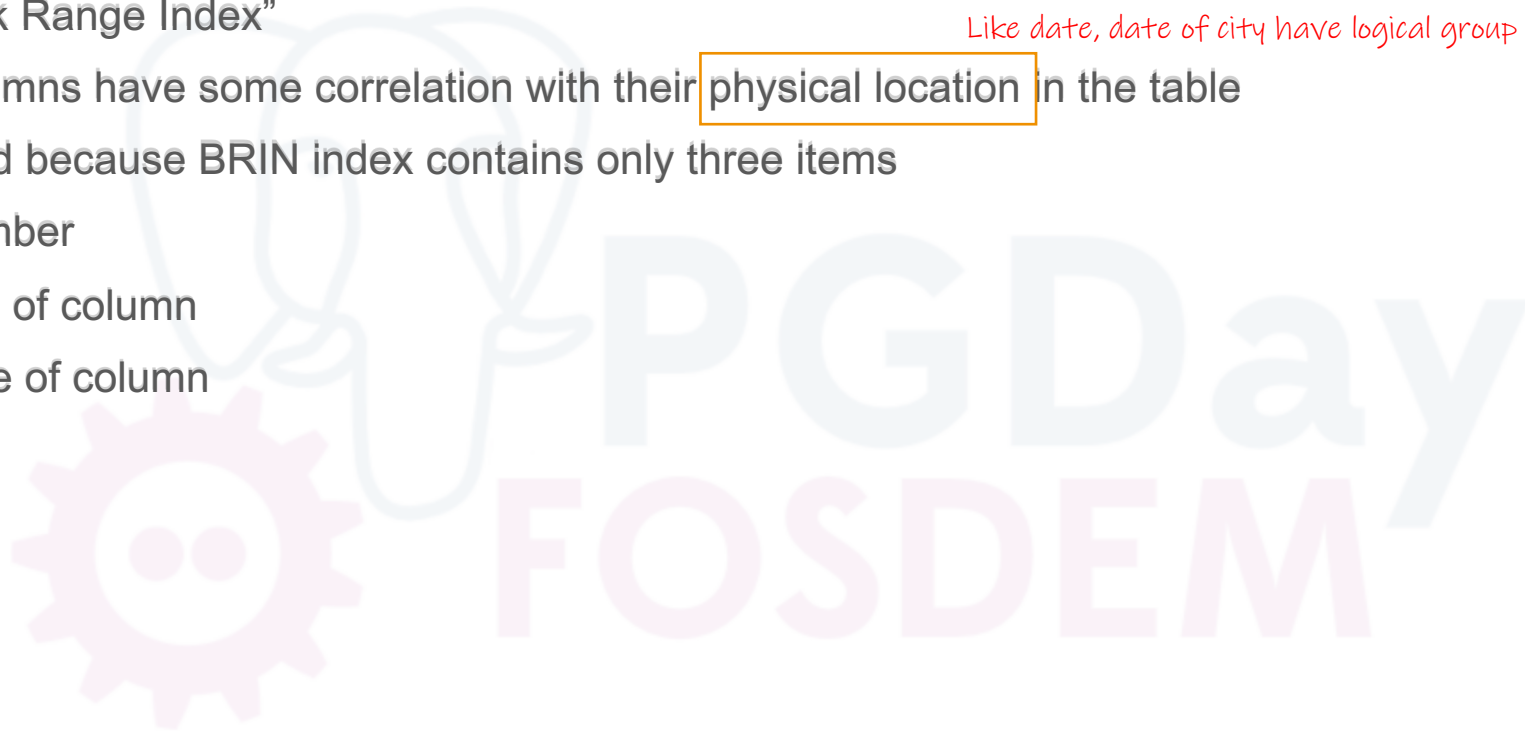 k Range Index”
Like date, date of city have logical group
mns have some correlation with their physical location in the table
d because BRIN index contains only three items
mber
of column
e of column
PGDay
FOSDEM